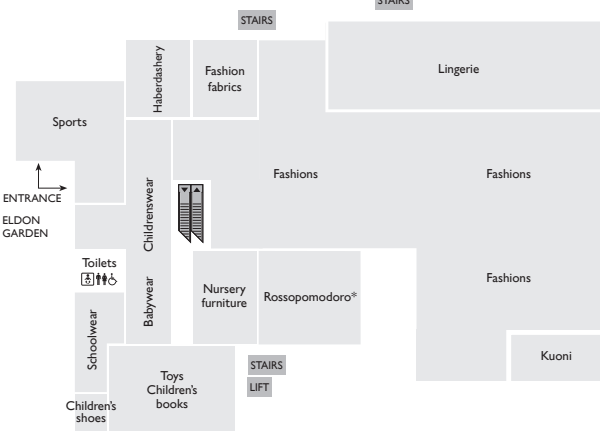 STAIRS
STAIRS
Haberdashery
Fashion
fabrics
Lingerie
Sports
Fashions
Fashions
ENTRANCE
ELDON
GARDEN
Childrenswear
Toilets
Babywear
Nursery
furniture
Rossopomodoro*
Fashions
Schoolwear
Kuoni
STAIRS
LIFT
Toys
Children's
books
Children's
shoes